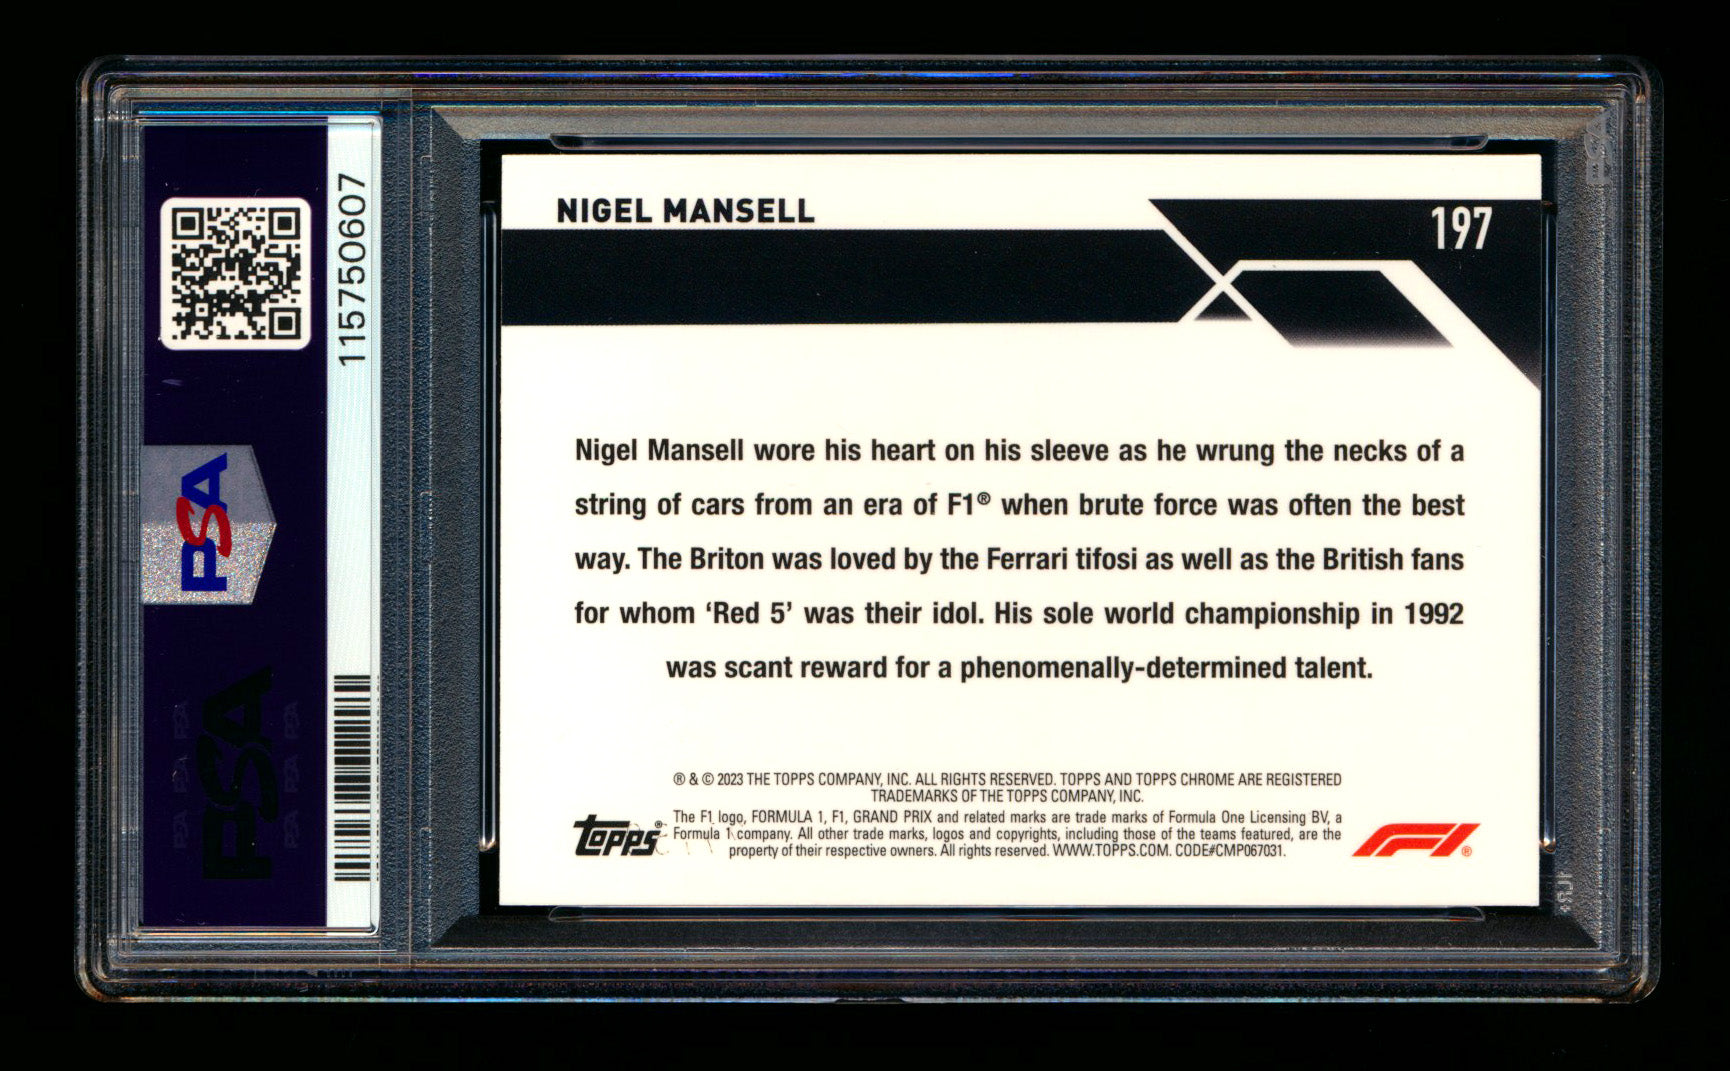 115750607
PSA
PSA
NIGEL MANSELL
197
Nigel Mansell wore his heart on his sleeve as he wrung the necks of a
string of cars from an era of F1® when brute force was often the best
way. The Briton was loved by the Ferrari tifosi as well as the British fans
for whom ‘Red 5’ was their idol. His sole world championship in 1992
was scant reward for a phenomenally-determined talent.
® & © 2023 THE TOPPS COMPANY, INC. ALL RIGHTS RESERVED. TOPPS AND TOPPS CHROME ARE REGISTERED
TRADEMARKS OF THE TOPPS COMPANY, INC.
The F1 logo, FORMULA 1, F1, GRAND PRIX and related marks are trade marks of Formula One Licensing BV, a
Formula 1 company. All other trade marks, logos and copyrights, including those of the teams featured, are the
property of their respective owners. All rights reserved. WWW.TOPPS.COM. CODE#CMP067031.
Topps®
F1®